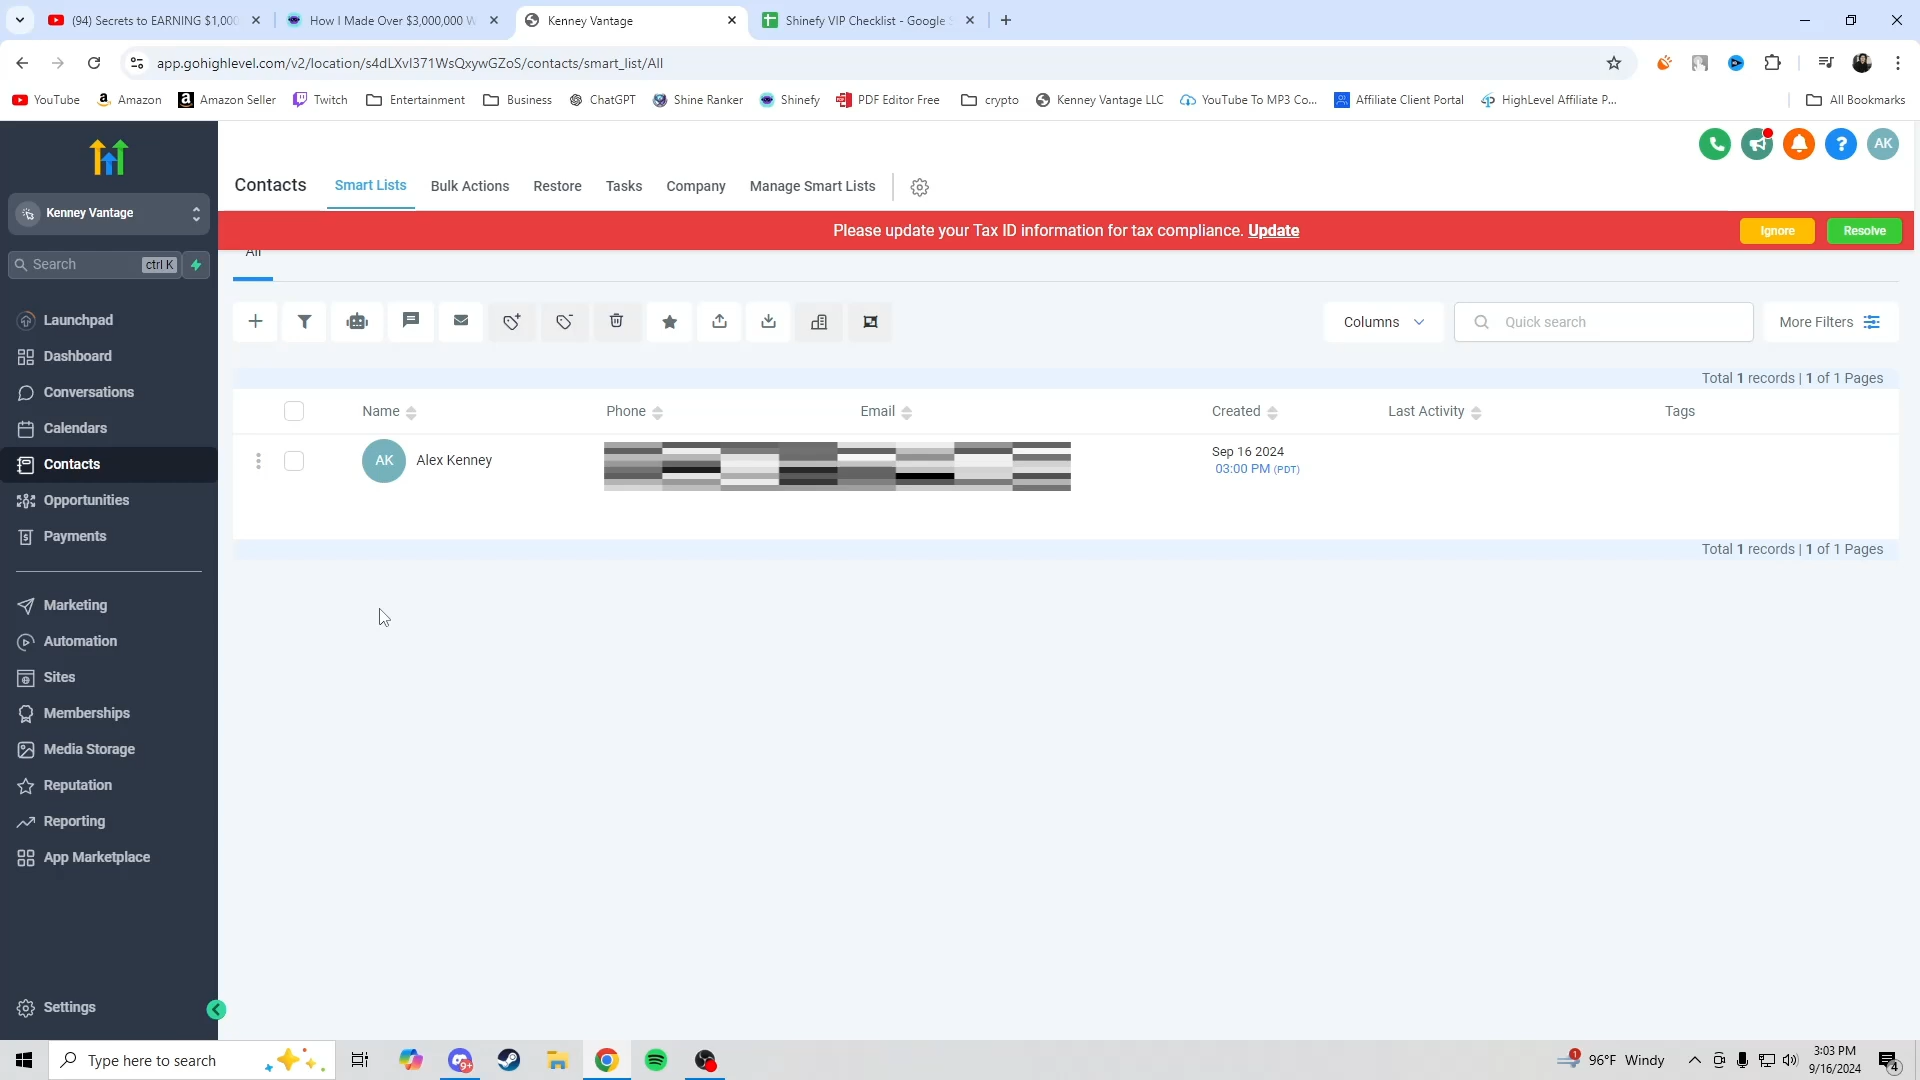 (94) Secrets to EARNING $1,000
How I Made Over $3,000,000 W
Kenney Vantage
Shinefy VIP Checklist - Google S
app.gohighlevel.com/v2/location/s4dLXvI371WsQxywGZoS/contacts/smart_list/All
YouTube
Amazon
Amazon Seller
Twitch
Entertainment
Business
ChatGPT
Shine Ranker
Shinefy
PDF Editor Free
crypto
Kenney Vantage LLC
YouTube To MP3 Co...
Affiliate Client Portal
HighLevel Affiliate P...
All Bookmarks
AK
Contacts
Smart Lists
Bulk Actions
Restore
Tasks
Company
Manage Smart Lists
Kenney Vantage
Please update your Tax ID information for tax compliance. Update
Ignore
Resolve
All
Search
ctrl K
Launchpad
Dashboard
Conversations
Calendars
Contacts
Opportunities
Payments
Marketing
Automation
Sites
Memberships
Media Storage
Reputation
Reporting
App Marketplace
Settings
Columns
Quick search
More Filters
Total 1 records | 1 of 1 Pages
Name
Phone
Email
Created
Last Activity
Tags
AK
Alex Kenney
Sep 16 2024
03:00 PM (PDT)
Total 1 records | 1 of 1 Pages
Type here to search
9+
1
96°F Windy
3:03 PM
9/16/2024
4